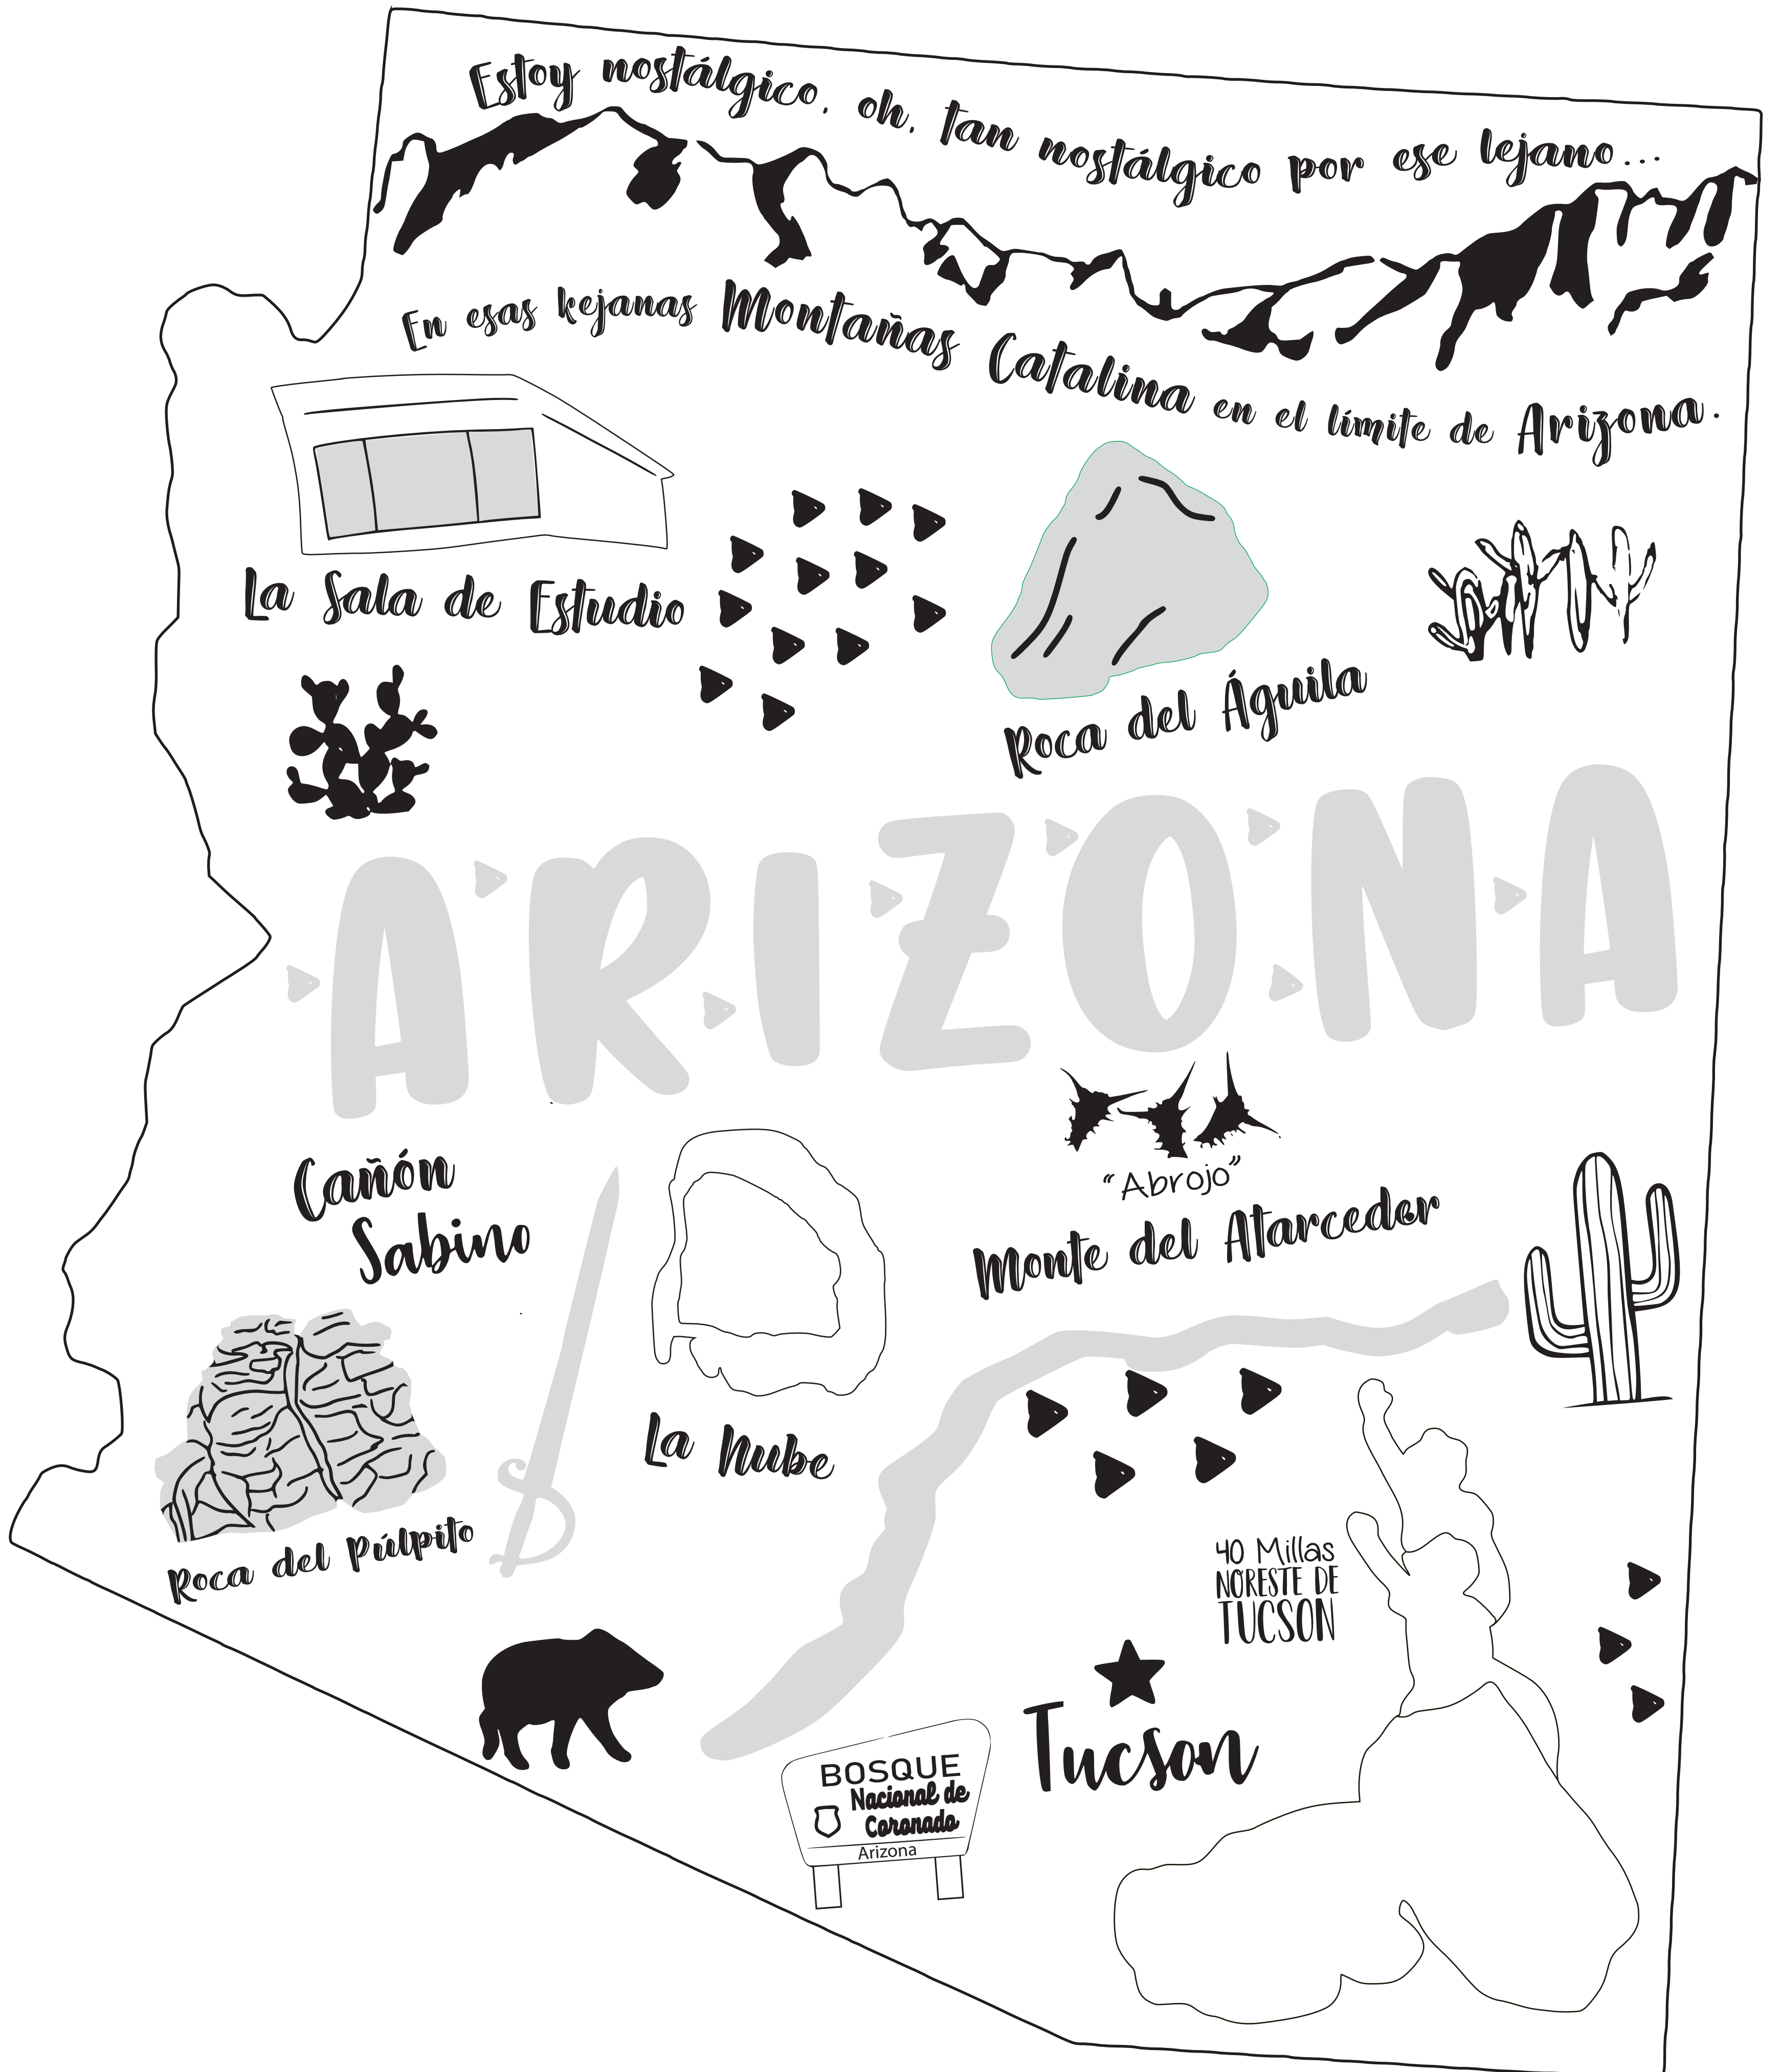 Estoy nostálgico, oh, tan nostálgico por ese lejano...
En esas kejanas Montañas Catalina en el límite de Arizona.
La Sala de Estudio
Roca del Águila
ARIZONA
Cañón
Sabino
"Abrojo"
Monte del Atarceder
La Nube
Roca del Púlpito
40 Millas
NORESTE DE
TUCSON
Tucson
BOSQUE
Nacional de
Coronado
Arizona